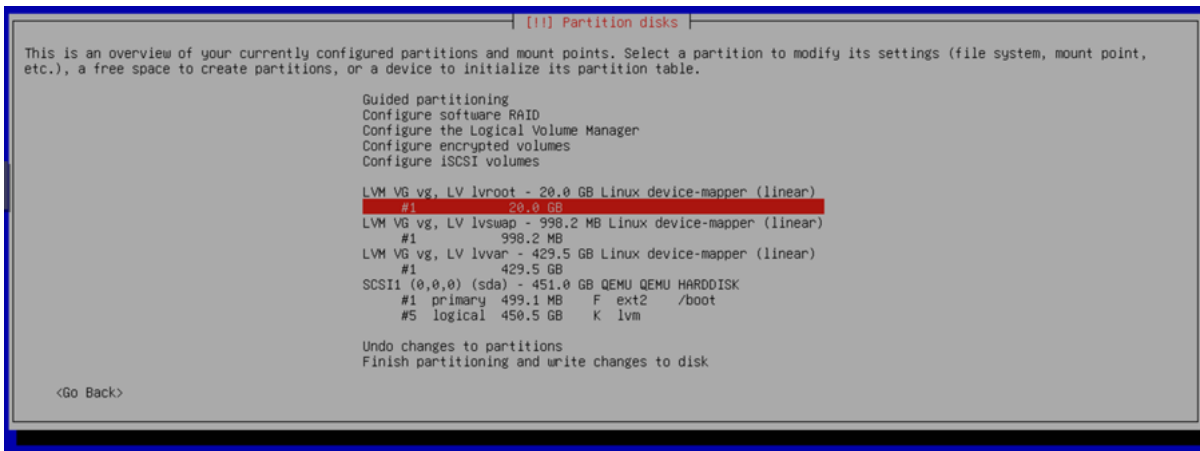 [!!] Partition disks
This is an overview of your currently configured partitions and mount points. Select a partition to modify its settings (file system, mount point,
etc.), a free space to create partitions, or a device to initialize its partition table.
Guided partitioning
Configure software RAID
Configure the Logical Volume Manager
Configure encrypted volumes
Configure iSCSI volumes
LVM VG vg, LV lvroot - 20.0 GB Linux device-mapper (linear)
#1 20.0 GB
LVM VG vg, LV lvswap - 998.2 MB Linux device-mapper (linear)
#1 998.2 MB
LVM VG vg, LV lvvar - 429.5 GB Linux device-mapper (linear)
#1 429.5 GB
SCSI1 (0,0,0) (sda) - 451.0 GB QEMU QEMU HARDDISK
#1 primary 499.1 MB F ext2 /boot
#5 logical 450.5 GB K lvm
Undo changes to partitions
Finish partitioning and write changes to disk
<Go Back>